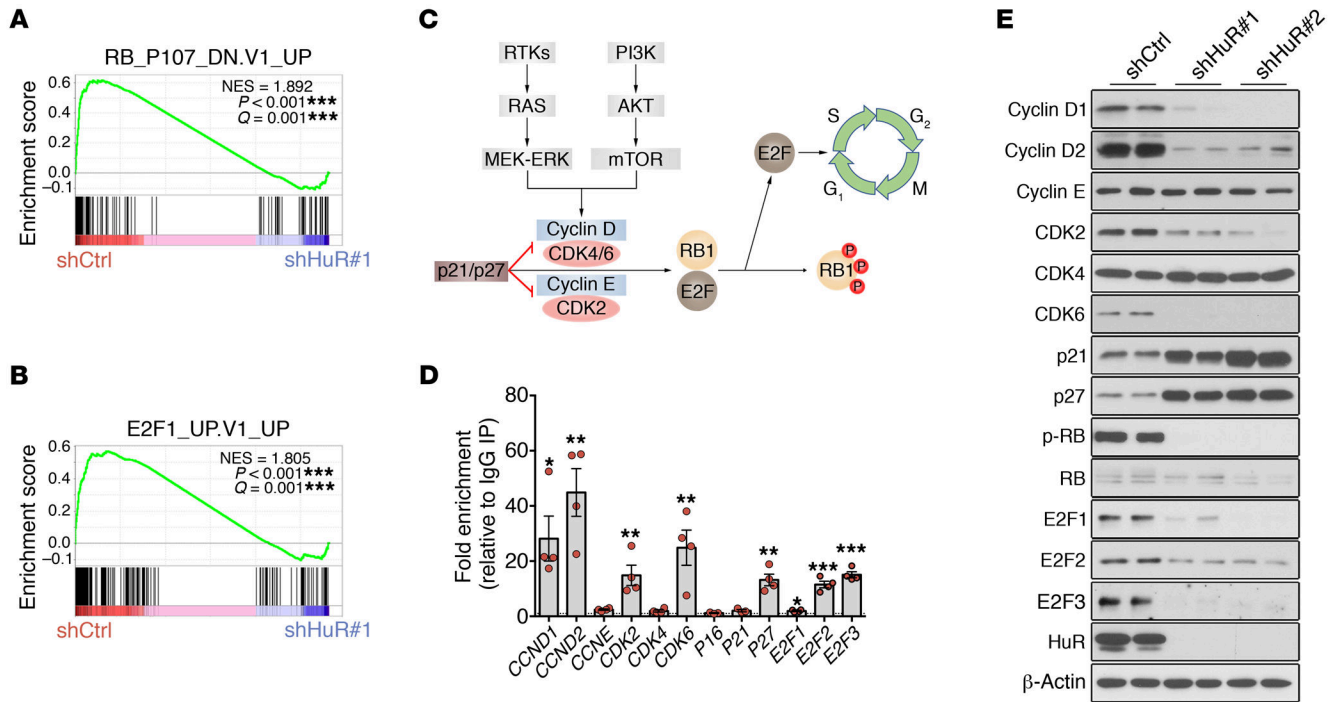 A
RB_P107_DN.V1_UP
Enrichment score
0.6
0.4
0.2
0.0
–0.1
NES = 1.892
P < 0.001***
Q = 0.001***
shCtrl
shHuR#1
B
E2F1_UP.V1_UP
Enrichment score
0.6
0.4
0.2
0.0
–0.1
NES = 1.805
P < 0.001***
Q = 0.001***
shCtrl
shHuR#1
C
RTKs
PI3K
RAS
AKT
MEK-ERK
mTOR
Cyclin D
CDK4/6
p21/p27
Cyclin E
CDK2
RB1
E2F
E2F
S
G2
G1
M
RB1
P
P
P
D
Fold enrichment
(relative to IgG IP)
80
60
40
20
0
*
**
**
**
**
*
***
***
CCND1
CCND2
CCNE
CDK2
CDK4
CDK6
P16
P21
P27
E2F1
E2F2
E2F3
E
shCtrl
shHuR#1
shHuR#2
Cyclin D1
Cyclin D2
Cyclin E
CDK2
CDK4
CDK6
p21
p27
p-RB
RB
E2F1
E2F2
E2F3
HuR
β-Actin